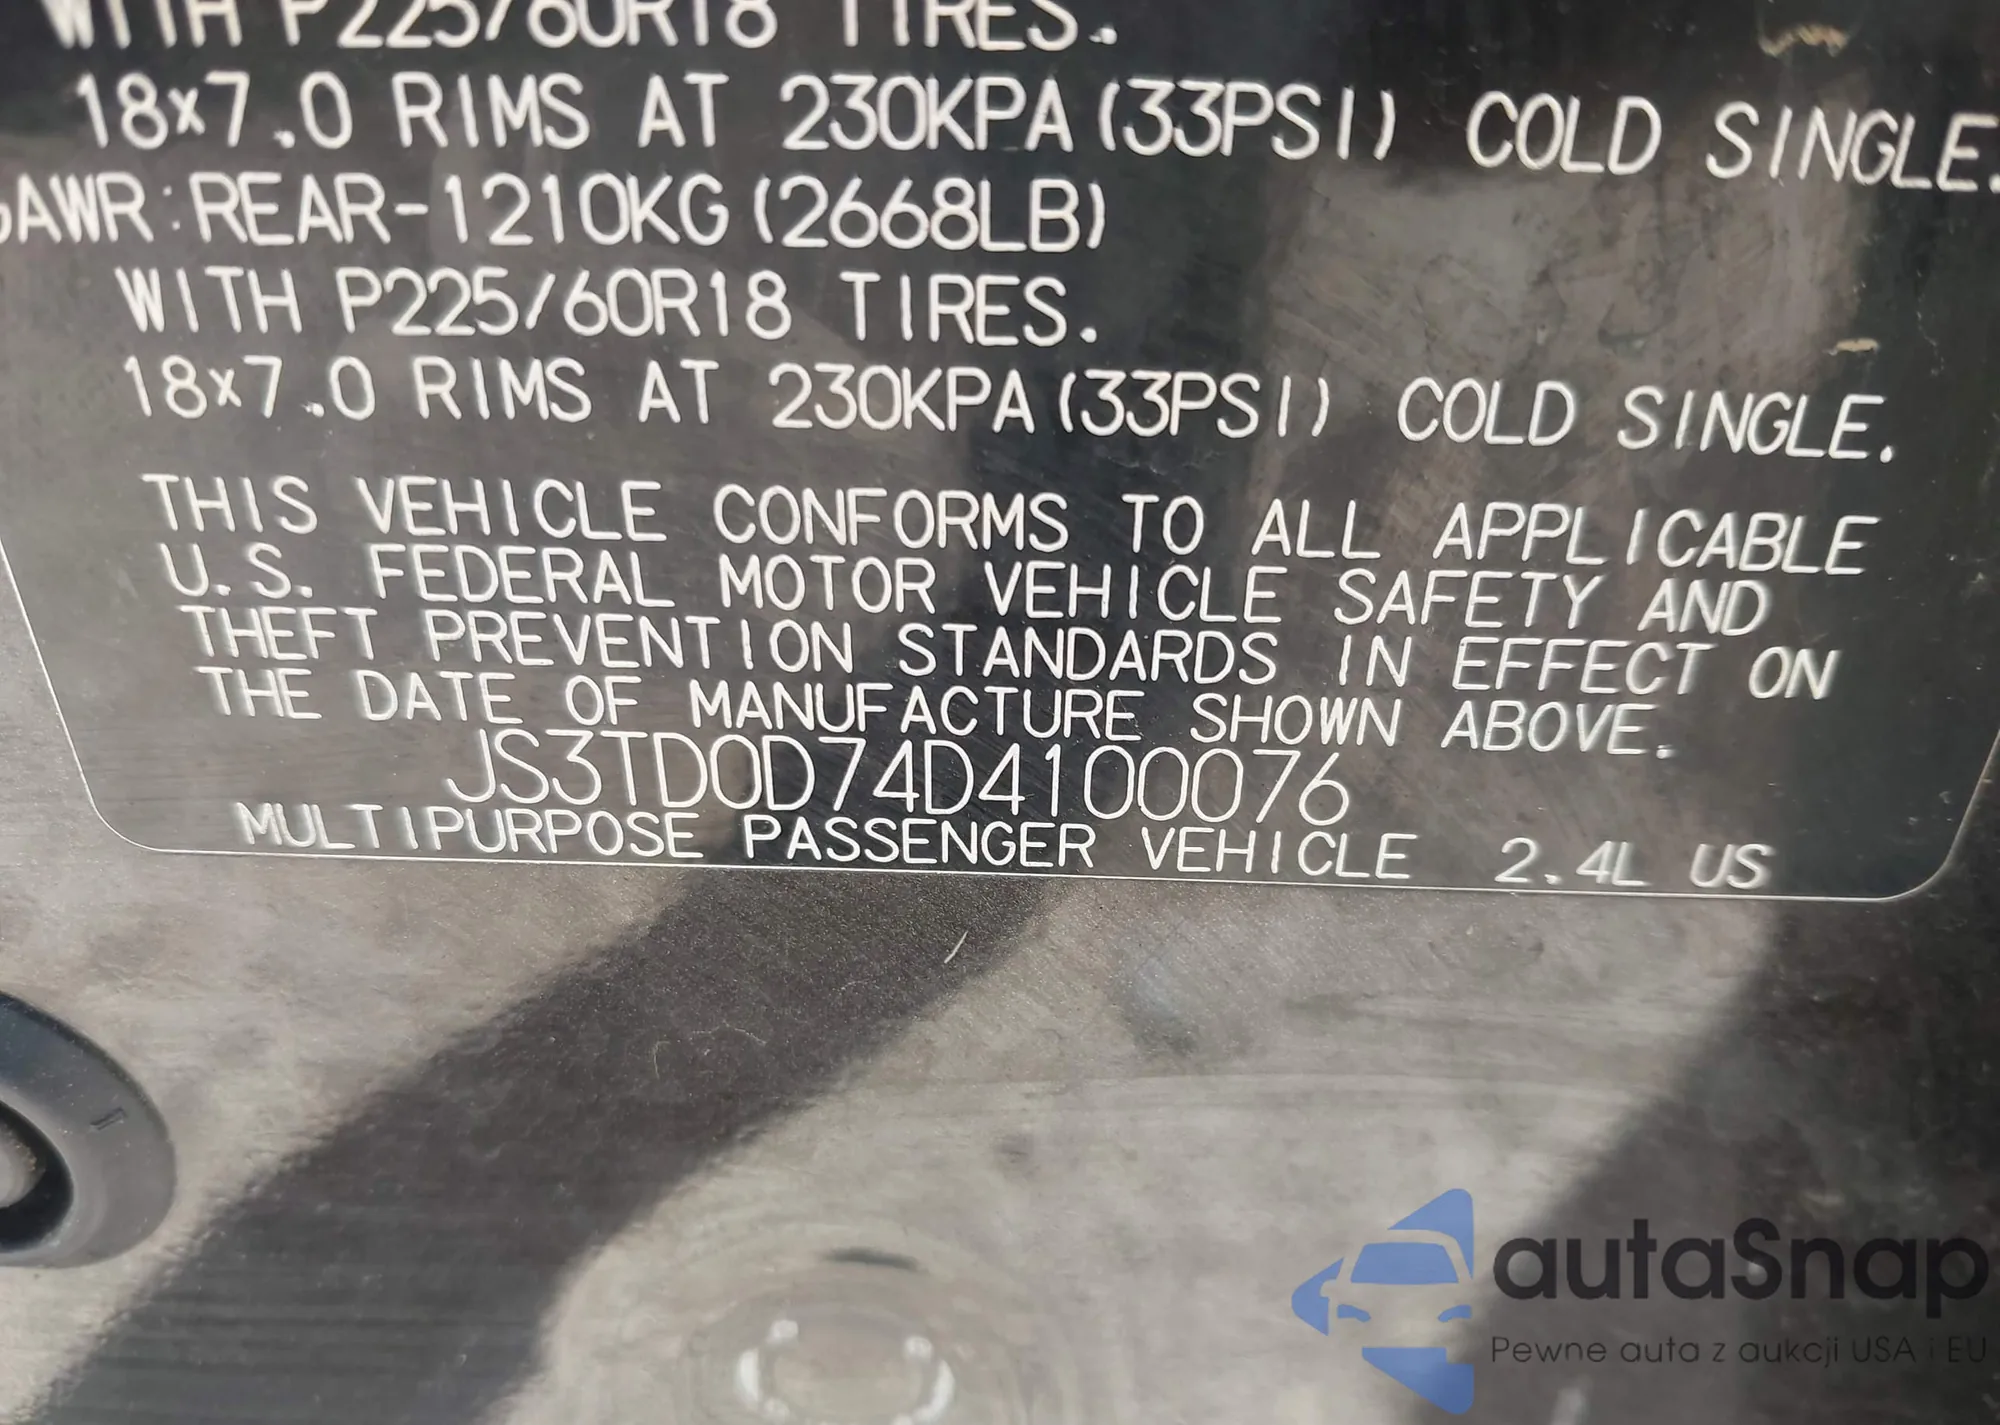 WITH P225/60R18 TIRES.
18x7.0 RIMS AT 230KPA(33PSI) COLD SINGLE.
GAWR:REAR-1210KG(2668LB)
WITH P225/60R18 TIRES.
18x7.0 RIMS AT 230KPA(33PSI) COLD SINGLE.
THIS VEHICLE CONFORMS TO ALL APPLICABLE
U.S. FEDERAL MOTOR VEHICLE SAFETY AND
THEFT PREVENTION STANDARDS IN EFFECT ON
THE DATE OF MANUFACTURE SHOWN ABOVE.
JS3TD0D74D4100076
MULTIPURPOSE PASSENGER VEHICLE 2.4L US
autaSnap
Pewne auta z aukcji USA i EU